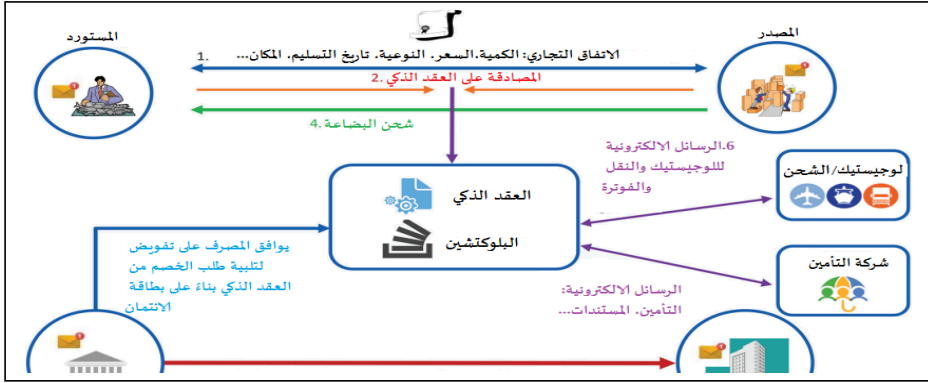 المستورد
المصدر
1. الاتفاق التجاري: الكمية،السعر، النوعية، تاريخ التسليم، المكان...
2. المصادقة على العقد الذكي
4. شحن البضاعة
6.الرسائل الالكترونية
لللوجيستيك والنقل
والفوترة
لوجيستيك/الشحن
العقد الذكي
البلوكتشين
يوافق المصرف على تفويض
لتلبية طلب الخصم من
العقد الذكي بناءً على بطاقة
الائتمان
شركة التأمين
الرسائل الالكترونية:
التأمين، المستندات...